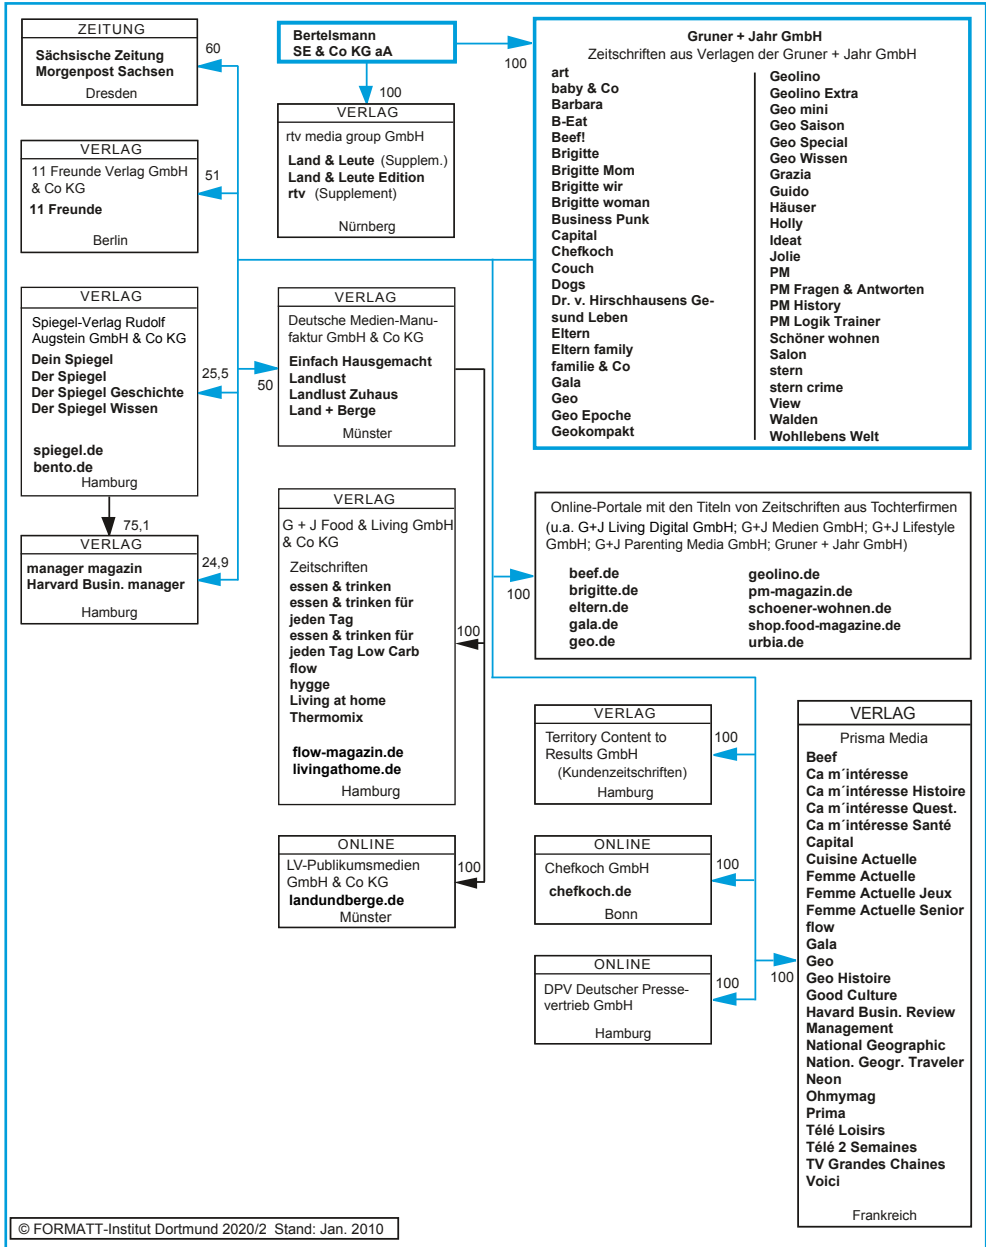 ZEITUNG
Sächsische Zeitung
Morgenpost Sachsen
Dresden
60
Bertelsmann
SE & Co KG aA
100
100
VERLAG
rtv media group GmbH
Land & Leute (Supplem.)
Land & Leute Edition
rtv (Supplement)
Nürnberg
Gruner + Jahr GmbH
Zeitschriften aus Verlagen der Gruner + Jahr GmbH
art
baby & Co
Barbara
B-Eat
Beef!
Brigitte
Brigitte Mom
Brigitte wir
Brigitte woman
Business Punk
Capital
Chefkoch
Couch
Dogs
Dr. v. Hirschhausens Ge-
sund Leben
Eltern
Eltern family
familie & Co
Gala
Geo
Geo Epoche
Geokompakt
Geolino
Geolino Extra
Geo mini
Geo Saison
Geo Special
Geo Wissen
Grazia
Guido
Häuser
Holly
Ideat
Jolie
PM
PM Fragen & Antworten
PM History
PM Logik Trainer
Schöner wohnen
Salon
stern
stern crime
View
Walden
Wohllebens Welt
VERLAG
11 Freunde Verlag GmbH
& Co KG
11 Freunde
Berlin
51
VERLAG
Spiegel-Verlag Rudolf
Augstein GmbH & Co KG
Dein Spiegel
Der Spiegel
Der Spiegel Geschichte
Der Spiegel Wissen
spiegel.de
bento.de
Hamburg
25,5
75,1
VERLAG
manager magazin
Harvard Busin. manager
Hamburg
24,9
50
VERLAG
Deutsche Medien-Manu-
faktur GmbH & Co KG
Einfach Hausgemacht
Landlust
Landlust Zuhaus
Land + Berge
Münster
VERLAG
G + J Food & Living GmbH
& Co KG
Zeitschriften
essen & trinken
essen & trinken für
jeden Tag
essen & trinken für
jeden Tag Low Carb
flow
hygge
Living at home
Thermomix
flow-magazin.de
livingathome.de
Hamburg
100
ONLINE
LV-Publikumsmedien
GmbH & Co KG
landundberge.de
Münster
100
Online-Portale mit den Titeln von Zeitschriften aus Tochterfirmen
(u.a. G+J Living Digital GmbH; G+J Medien GmbH; G+J Lifestyle
GmbH; G+J Parenting Media GmbH; Gruner + Jahr GmbH)
beef.de
brigitte.de
eltern.de
gala.de
geo.de
geolino.de
pm-magazin.de
schoener-wohnen.de
shop.food-magazine.de
urbia.de
100
VERLAG
Territory Content to
Results GmbH
(Kundenzeitschriften)
Hamburg
100
ONLINE
Chefkoch GmbH
chefkoch.de
Bonn
100
ONLINE
DPV Deutscher Presse-
vertrieb GmbH
Hamburg
100
100
VERLAG
Prisma Media
Beef
Ca m´intéresse
Ca m´intéresse Histoire
Ca m´intéresse Quest.
Ca m´intéresse Santé
Capital
Cuisine Actuelle
Femme Actuelle
Femme Actuelle Jeux
Femme Actuelle Senior
flow
Gala
Geo
Geo Histoire
Good Culture
Havard Busin. Review
Management
National Geographic
Nation. Geogr. Traveler
Neon
Ohmymag
Prima
Télé Loisirs
Télé 2 Semaines
TV Grandes Chaines
Voici
Frankreich
© FORMATT-Institut Dortmund 2020/2 Stand: Jan. 2010